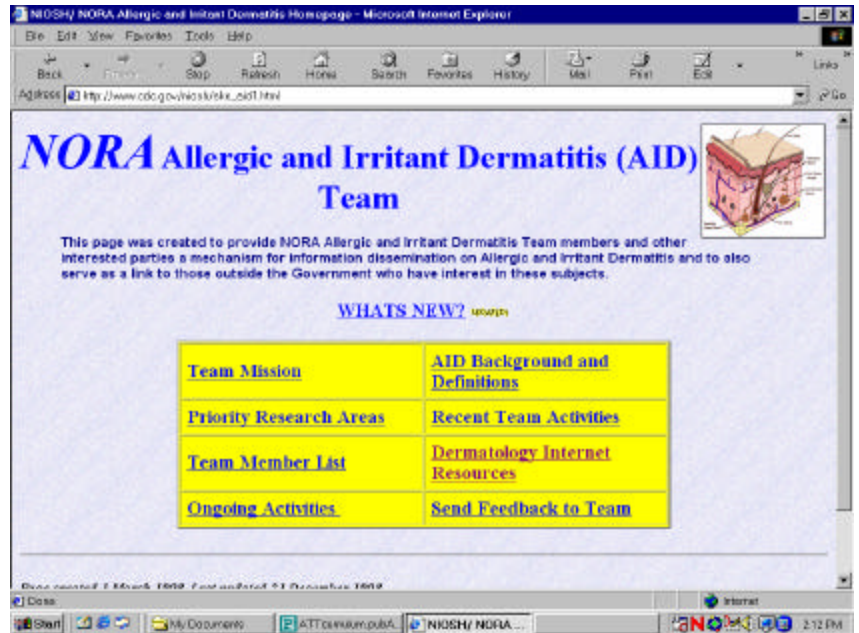 NIOSH/ NORA Allergic and Irritant Dermatitis Homepage - Microsoft Internet Explorer
File Edit View Favorites Tools Help
Back Stop Refresh Home Search Favorites History Mail Print Edit Links
Address Go
NORA Allergic and Irritant Dermatitis (AID)
Team
This page was created to provide NORA Allergic and Irritant Dermatitis Team members and other
interested parties a mechanism for information dissemination on Allergic and Irritant Dermatitis and to also
serve as a link to those outside the Government who have interest in these subjects.
WHATS NEW?
Team Mission
AID Background and
Definitions
Priority Research Areas
Recent Team Activities
Team Member List
Dermatology Internet
Resources
Ongoing Activities
Send Feedback to Team
Done Internet
Start My Documents NIOSH/ NORA ... 2:12 PM